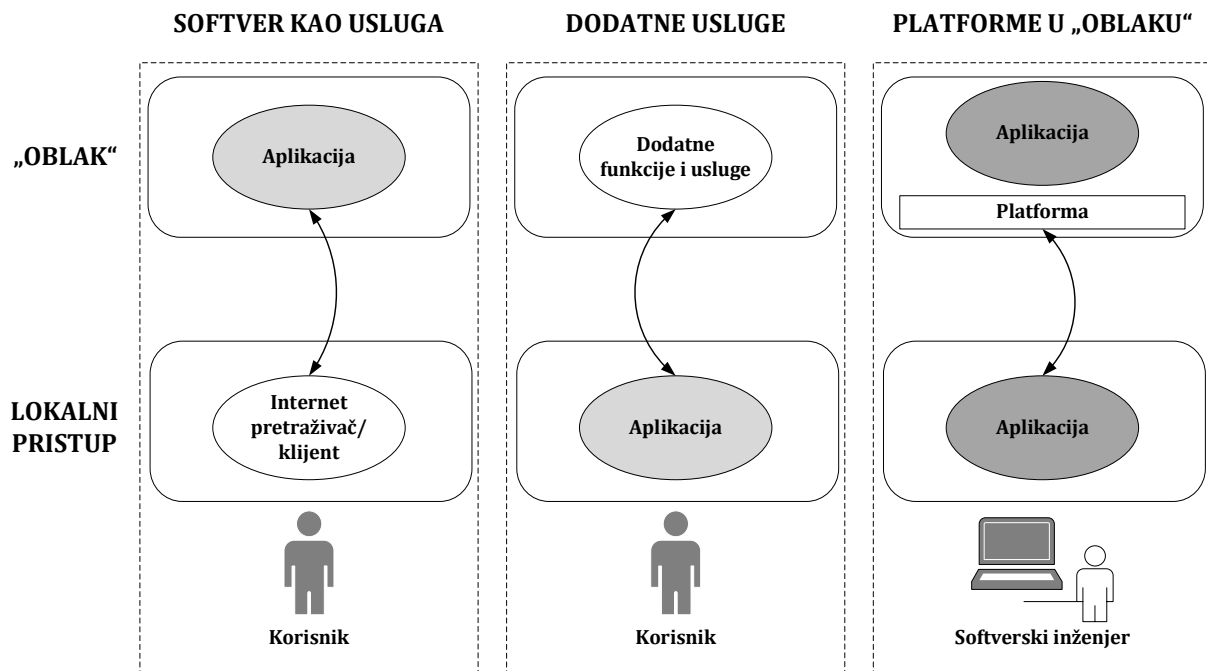 SOFTVER KAO USLUGA
DODATNE USLUGE
PLATFORME U „OBLAKU“
„OBLAK“
Aplikacija
Dodatne
funkcije i usluge
Aplikacija
Platforma
LOKALNI
PRISTUP
Internet
pretraživač/
klijent
Aplikacija
Aplikacija
Korisnik
Korisnik
Softverski inženjer